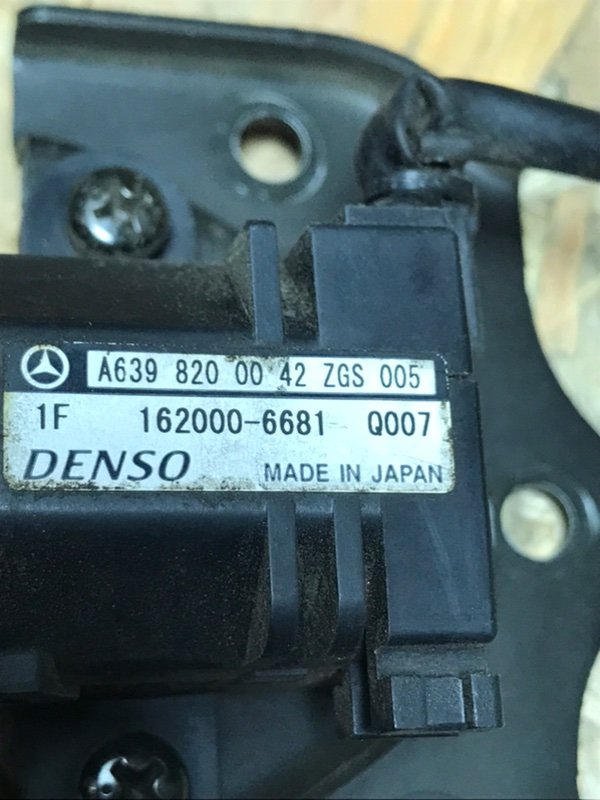 A639 820 00 42 ZGS 005
1F 162000-6681 Q007
DENSO MADE IN JAPAN